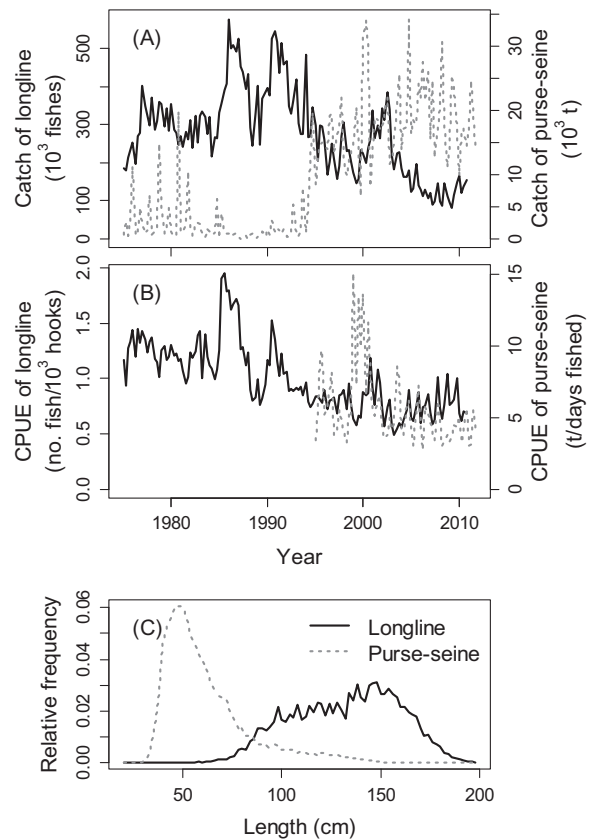 (A)
Catch of longline
(10³ fishes)
500
300
100
0
Catch of purse-seine
(10³ t)
30
20
10
5
0
(B)
CPUE of longline
(no. fish/10³ hooks)
2.0
1.5
1.0
0.5
0.0
CPUE of purse-seine
(t/days fished)
15
10
5
0
1980 1990 2000 2010
Year
(C)
Relative frequency
0.06
0.04
0.02
0.00
Longline
Purse-seine
50 100 150 200
Length (cm)